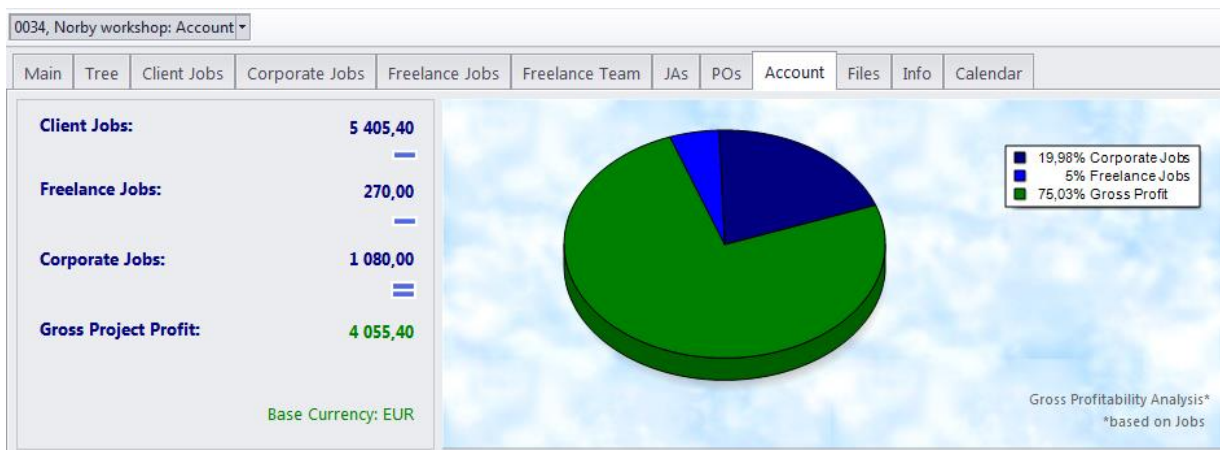 0034, Norby workshop: Account
Main Tree Client Jobs Corporate Jobs Freelance Jobs Freelance Team JAs POs Account Files Info Calendar
Client Jobs: 5 405,40
Freelance Jobs: 270,00
Corporate Jobs: 1 080,00
Gross Project Profit: 4 055,40
Base Currency: EUR
19,98% Corporate Jobs
5% Freelance Jobs
75,03% Gross Profit
Gross Profitability Analysis*
*based on Jobs